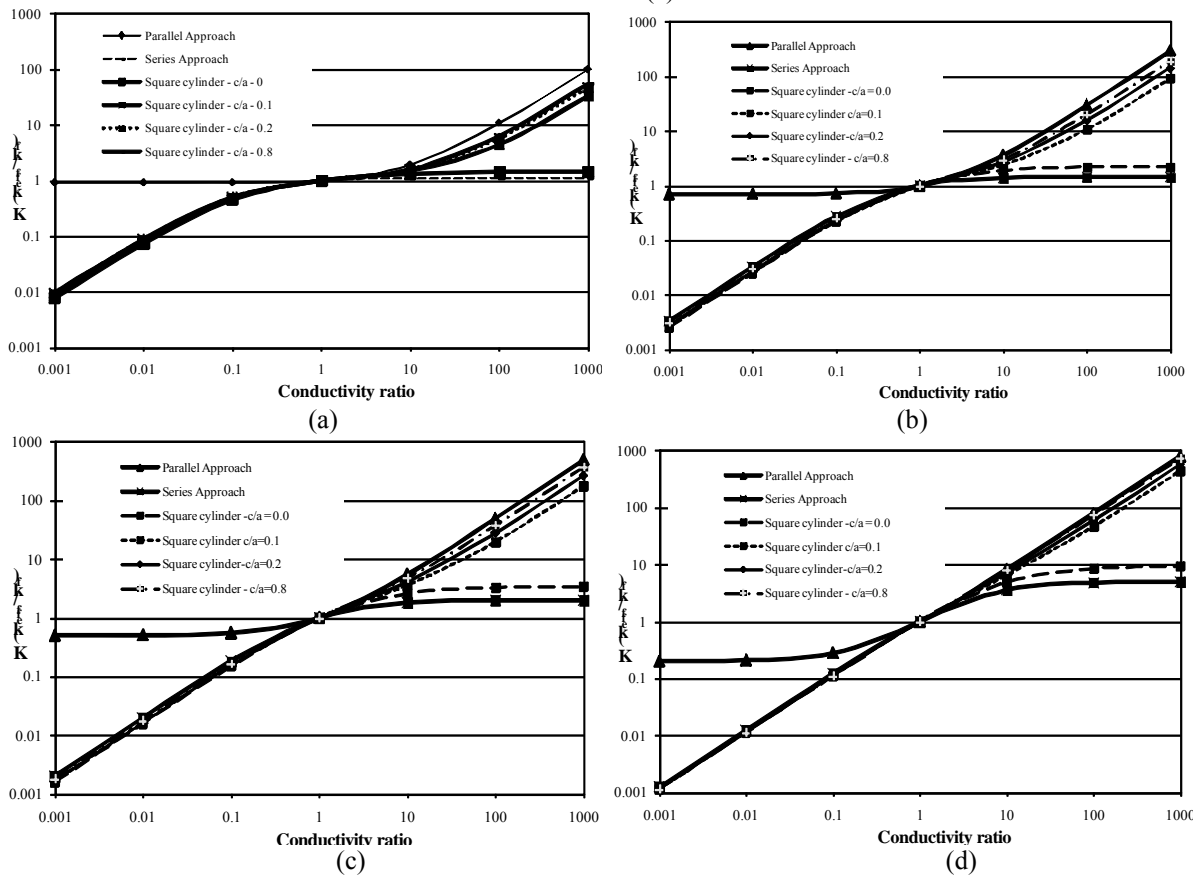 1000
100
10
1
0.1
0.01
0.001
Parallel Approach
Series Approach
Square cylinder - c/a - 0
Square cylinder - c/a - 0.1
Square cylinder - c/a - 0.2
Square cylinder - c/a - 0.8
0.001 0.01 0.1 1 10 100 1000
Conductivity ratio
(a)
1000
100
10
1
0.1
0.01
0.001
Parallel Approach
Series Approach
Square cylinder -c/a = 0.0
Square cylinder c/a=0.1
Square cylinder-c/a=0.2
Square cylinder - c/a=0.8
0.001 0.01 0.1 1 10 100 1000
Conductivity ratio
(b)
1000
100
10
1
0.1
0.01
0.001
Parallel Approach
Series Approach
Square cylinder -c/a = 0.0
Square cylinder c/a=0.1
Square cylinder-c/a=0.2
Square cylinder - c/a=0.8
0.001 0.01 0.1 1 10 100 1000
Conductivity ratio
(c)
1000
100
10
1
0.1
0.01
0.001
Parallel Approach
Series Approach
Square cylinder -c/a = 0.0
Square cylinder c/a=0.1
Square cylinder-c/a=0.2
Square cylinder - c/a=0.8
0.001 0.01 0.1 1 10 100 1000
Conductivity ratio
(d)